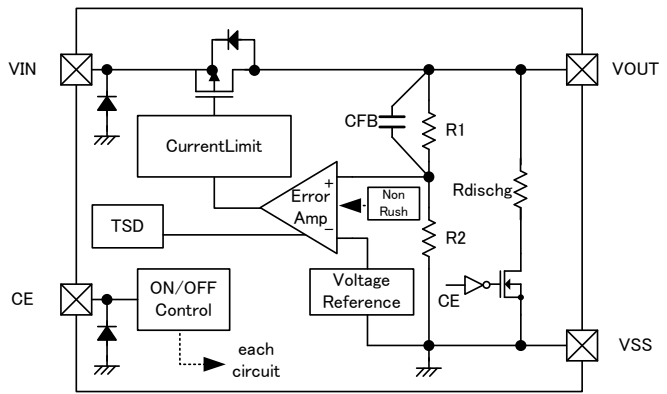 VIN
VOUT
CurrentLimit
CFB
R1
Rdischg
Error
Amp
+
−
Non
Rush
TSD
R2
CE
ON/OFF
Control
Voltage
Reference
CE
each
circuit
VSS